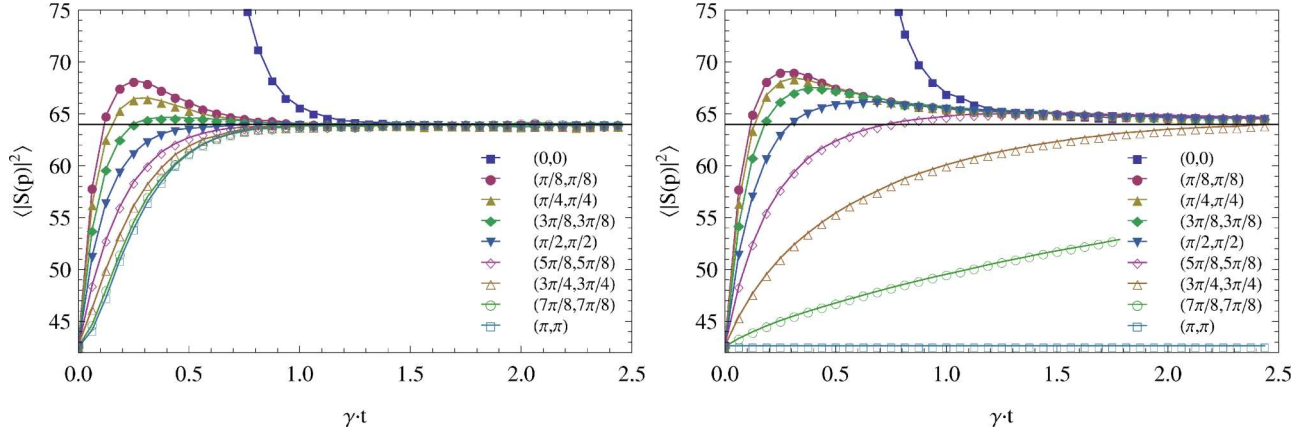 75
70
65
60
55
50
45
⟨|S(p)|²⟩
(0,0)
(π/8,π/8)
(π/4,π/4)
(3π/8,3π/8)
(π/2,π/2)
(5π/8,5π/8)
(3π/4,3π/4)
(7π/8,7π/8)
(π,π)
0.0 0.5 1.0 1.5 2.0 2.5
γ·t
75
70
65
60
55
50
45
⟨|S(p)|²⟩
(0,0)
(π/8,π/8)
(π/4,π/4)
(3π/8,3π/8)
(π/2,π/2)
(5π/8,5π/8)
(3π/4,3π/4)
(7π/8,7π/8)
(π,π)
0.0 0.5 1.0 1.5 2.0 2.5
γ·t